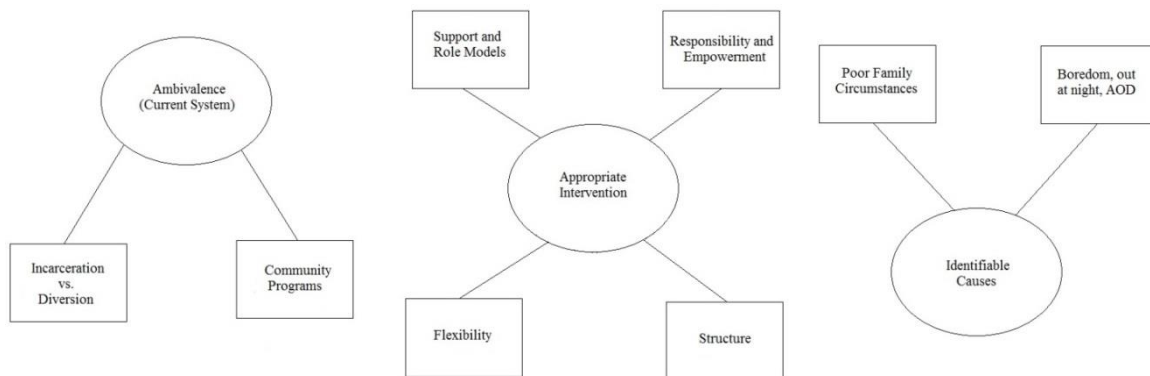 Ambivalence
(Current System)
Incarceration
vs.
Diversion
Community
Programs
Support and
Role Models
Responsibility and
Empowerment
Appropriate
Intervention
Flexibility
Structure
Poor Family
Circumstances
Boredom, out
at night, AOD
Identifiable
Causes